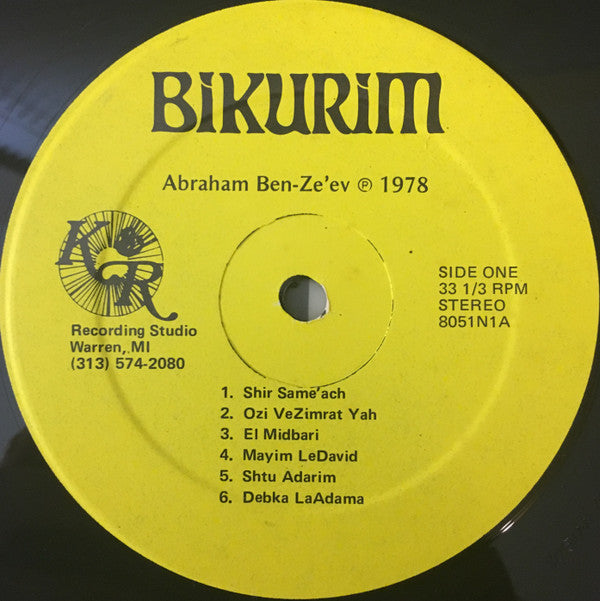 BIKURIM
Abraham Ben-Ze'ev ℗ 1978
K&R
Recording Studio
Warren, MI
(313) 574-2080
SIDE ONE
33 1/3 RPM
STEREO
8051N1A
1. Shir Same'ach
2. Ozi VeZimrat Yah
3. El Midbari
4. Mayim LeDavid
5. Shtu Adarim
6. Debka LaAdama